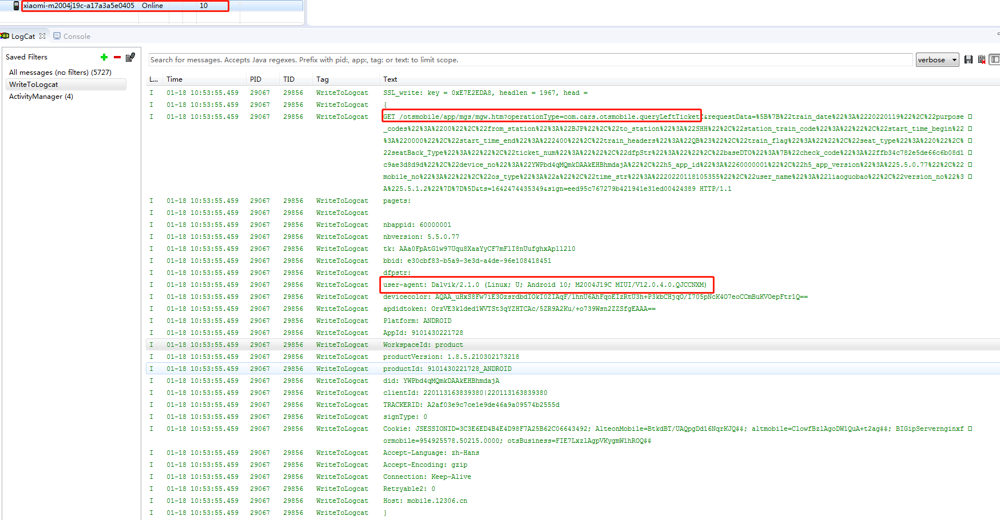 xiaomi-m2004j19c-a17a3a5e0405 Online 10
LogCat Console
Saved Filters
All messages (no filters) (5727)
WriteToLogcat
ActivityManager (4)
Search for messages. Accepts Java regexes. Prefix with pid:, app:, tag: or text: to limit scope. verbose
L... Time PID TID Tag Text
I 01-18 10:53:55.459 29067 29856 WriteToLogcat SSL_write: key = 0xE7E2EDA8, headlen = 1967, head =
I 01-18 10:53:55.459 29067 29856 WriteToLogcat {
I 01-18 10:53:55.459 29067 29856 WriteToLogcat GET /otsmobile/app/mgs/mgw.htm?operationType=com.cars.otsmobile.queryLeftTicketZ&requestData=%5B%7B%22train_date%22%3A%2220220119%22%2C%22purpose
_codes%22%3A%2200%22%2C%22from_station%22%3A%22BJP%22%2C%22to_station%22%3A%22SHH%22%2C%22station_train_code%22%3A%22%22%2C%22start_time_begin%22
%3A%220000%22%2C%22start_time_end%22%3A%222400%22%2C%22train_headers%22%3A%22QB%23%22%2C%22train_flag%22%3A%22%22%2C%22seat_type%22%3A%220%22%2C%
22seatBack_Type%22%3A%22%22%2C%22ticket_num%22%3A%22%22%2C%22dfpStr%22%3A%22%22%2C%22baseDTO%22%3A%7B%22check_code%22%3A%22ffb34c782e5de66c6b08d1
c9ae3d8d9d%22%2C%22device_no%22%3A%22YWPbd4qMQmkDAAkEHBhmdajA%22%2C%22h5_app_id%22%3A%2260000001%22%2C%22h5_app_version%22%3A%225.5.0.77%22%2C%22
mobile_no%22%3A%22%22%2C%22os_type%22%3A%22a%22%2C%22time_str%22%3A%2220220118105355%22%2C%22user_name%22%3A%22liaoguobao%22%2C%22version_no%22%3
A%225.5.1.2%22%7D%7D%5D&ts=1642474435349&sign=eed95c767279b421941e31ed00424389 HTTP/1.1
I 01-18 10:53:55.459 29067 29856 WriteToLogcat pagets:
I 01-18 10:53:55.459 29067 29856 WriteToLogcat
I 01-18 10:53:55.459 29067 29856 WriteToLogcat nbappid: 60000001
I 01-18 10:53:55.459 29067 29856 WriteToLogcat nbversion: 5.5.0.77
I 01-18 10:53:55.459 29067 29856 WriteToLogcat tk: AAa0FpAtG1w97Uqu8XaaYyCF7mFlI8nUufghxApll2l0
I 01-18 10:53:55.459 29067 29856 WriteToLogcat bbid: e30cbf83-b5a9-3e3d-a4de-96e108418451
I 01-18 10:53:55.459 29067 29856 WriteToLogcat dfpstr:
I 01-18 10:53:55.459 29067 29856 WriteToLogcat user-agent: Dalvik/2.1.0 (Linux; U; Android 10; M2004J19C MIUI/V12.0.4.0.QJCCNXM)
I 01-18 10:53:55.459 29067 29856 WriteToLogcat devicecolor: AQAA_uHxS8Fw7iE3OzsrdbdIOkI0ZIAqF/lhnU6AhFqoEIzRtU3h+P3kbCHjqO/I705pNcK4O7eoCCmBuKVOepFtr1Q==
I 01-18 10:53:55.459 29067 29856 WriteToLogcat apdidtoken: OrzVE3klded1WVTSt3qYZHTCAc/5ZR9A2Ku/+o739Wsn2ZZSfgEAAA==
I 01-18 10:53:55.459 29067 29856 WriteToLogcat Platform: ANDROID
I 01-18 10:53:55.459 29067 29856 WriteToLogcat AppId: 9101430221728
I 01-18 10:53:55.459 29067 29856 WriteToLogcat WorkspaceId: product
I 01-18 10:53:55.459 29067 29856 WriteToLogcat productVersion: 1.8.5.210302173218
I 01-18 10:53:55.459 29067 29856 WriteToLogcat productId: 9101430221728_ANDROID
I 01-18 10:53:55.459 29067 29856 WriteToLogcat did: YWPbd4qMQmkDAAkEHBhmdajA
I 01-18 10:53:55.459 29067 29856 WriteToLogcat clientId: 220113163839380|220113163839380
I 01-18 10:53:55.459 29067 29856 WriteToLogcat TRACKERID: A2af03e9c7ce1e9de46a9a09574b2555d
I 01-18 10:53:55.459 29067 29856 WriteToLogcat signType: 0
I 01-18 10:53:55.459 29067 29856 WriteToLogcat Cookie: JSESSIONID=3C3E6ED4B4E4D98F7A25B62C06643492; AlteonMobile=BtkdBT/UAQpgDd16NqrKJQ$$; altmobile=ClowfBzlAgoDW1QuA+t2ag$$; BIGipServernginxf
ormobile=954925578.50215.0000; otsBusiness=FIE7LxzlAgpVKygmW1hROQ$$
I 01-18 10:53:55.459 29067 29856 WriteToLogcat Accept-Language: zh-Hans
I 01-18 10:53:55.459 29067 29856 WriteToLogcat Accept-Encoding: gzip
I 01-18 10:53:55.459 29067 29856 WriteToLogcat Connection: Keep-Alive
I 01-18 10:53:55.459 29067 29856 WriteToLogcat Retryable2: 0
I 01-18 10:53:55.459 29067 29856 WriteToLogcat Host: mobile.12306.cn
I 01-18 10:53:55.459 29067 29856 WriteToLogcat }